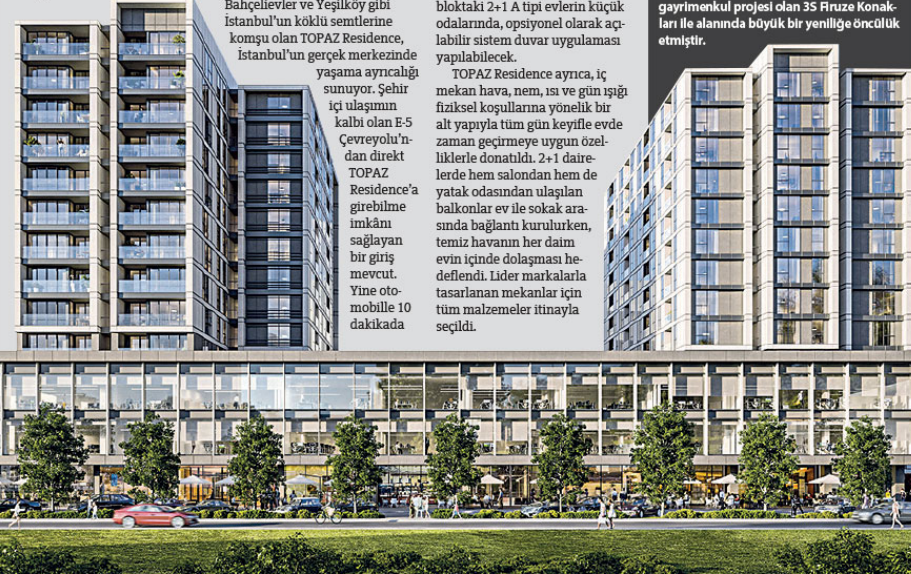 Bahçelievler ve Yeşilköy gibi
İstanbul'un köklü semtlerine
komşu olan TOPAZ Residence,
İstanbul'un gerçek merkezinde
yaşama ayrıcalığı
sunuyor. Şehir
içi ulaşımın
kalbi olan E-5
Çevreyolu'n-
dan direkt
TOPAZ
Residence'a
girebilme
imkânı
sağlayan
bir giriş
mevcut.
Yine oto-
mobille 10
dakikada
bloktaki 2+1 A tipi evlerin küçük
odalarında, opsiyonel olarak açı-
labilir sistem duvar uygulaması
yapılabilecek.
TOPAZ Residence ayrıca, iç
mekan hava, nem, ısı ve gün ışığı
fiziksel koşullarına yönelik bir
alt yapıyla tüm gün keyifle evde
zaman geçirmeye uygun özel-
liklerle donatıldı. 2+1 daire-
lerde hem salondan hem de
yatak odasından ulaşılan
balkonlar ev ile sokak ara-
sında bağlantı kurulurken,
temiz havanın her daim
evin içinde dolaşması he-
deflendi. Lider markalarla
tasarlanan mekanlar için
tüm malzemeler itinayla
seçildi.
gayrimenkul projesi olan 3S Firuze Konak-
ları ile alanında büyük bir yeniliğe öncülük
etmiştir.